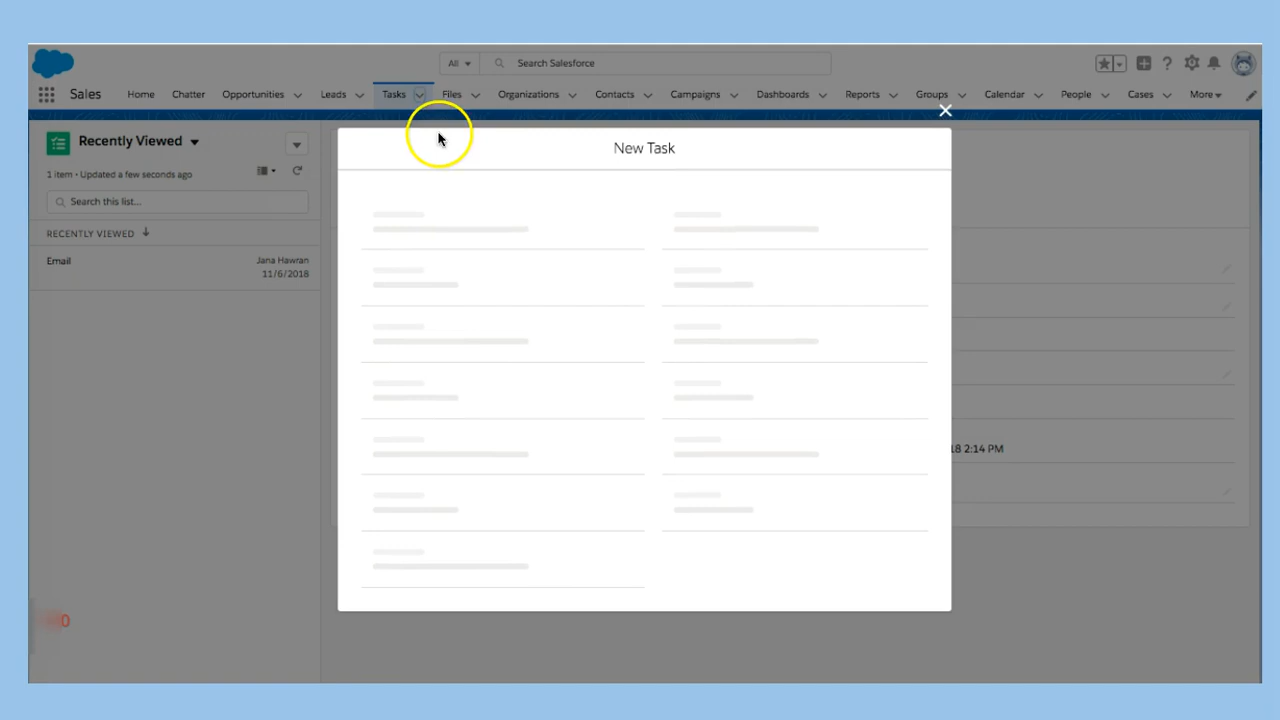 All
Search Salesforce
Sales
Home
Chatter
Opportunities
Leads
Tasks
Files
Organizations
Contacts
Campaigns
Dashboards
Reports
Groups
Calendar
People
Cases
More
Recently Viewed
1 item • Updated a few seconds ago
Search this list...
RECENTLY VIEWED
Email
Jana Hawran
11/6/2018
New Task
18 2:14 PM
0